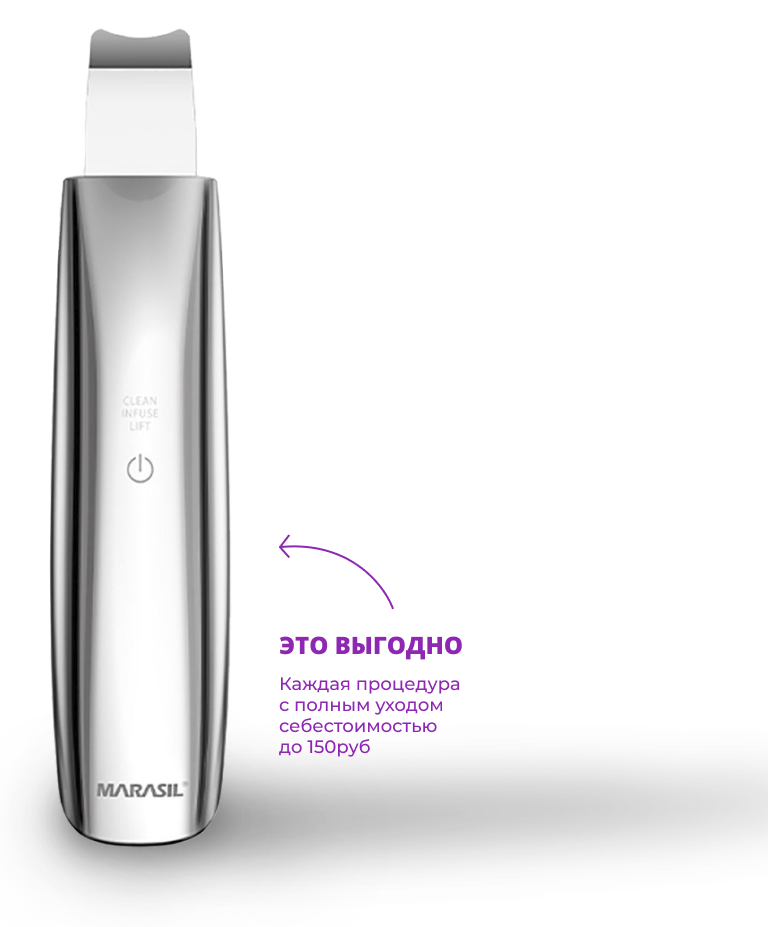 CLEAN
INFUSE
LIFT
ЭТО ВЫГОДНО
Каждая процедура
с полным уходом
себестоимостью
до 150руб
MARASIL®